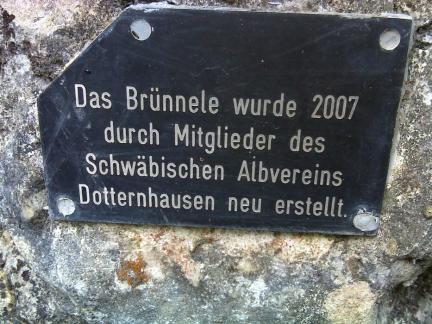 Das Brünnele wurde 2007
durch Mitglieder des
Schwäbischen Albvereins
Dotternhausen neu erstellt.